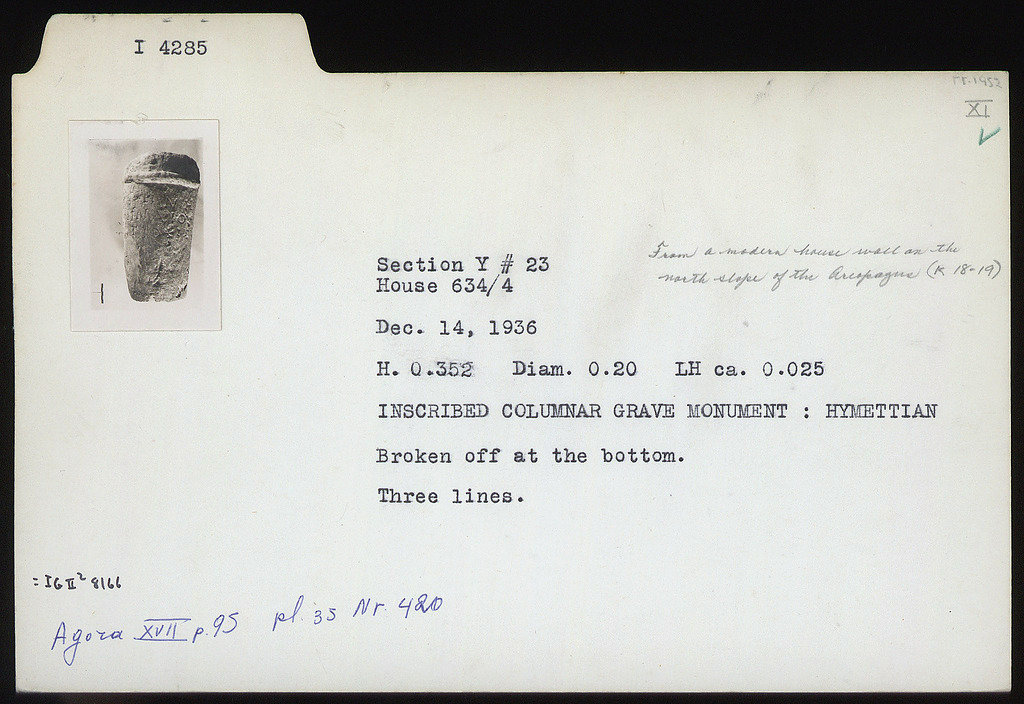 I 4285
XI
From a modern house wall on the
north slope of the Areopagus (K 18-19)
Section Y # 23
House 634/4
Dec. 14, 1936
H. 0.352 Diam. 0.20 LH ca. 0.025
INSCRIBED COLUMNAR GRAVE MONUMENT : HYMETTIAN
Broken off at the bottom.
Three lines.
= IG II² 8166
Agora XVII p. 95 pl. 35 Nr. 420